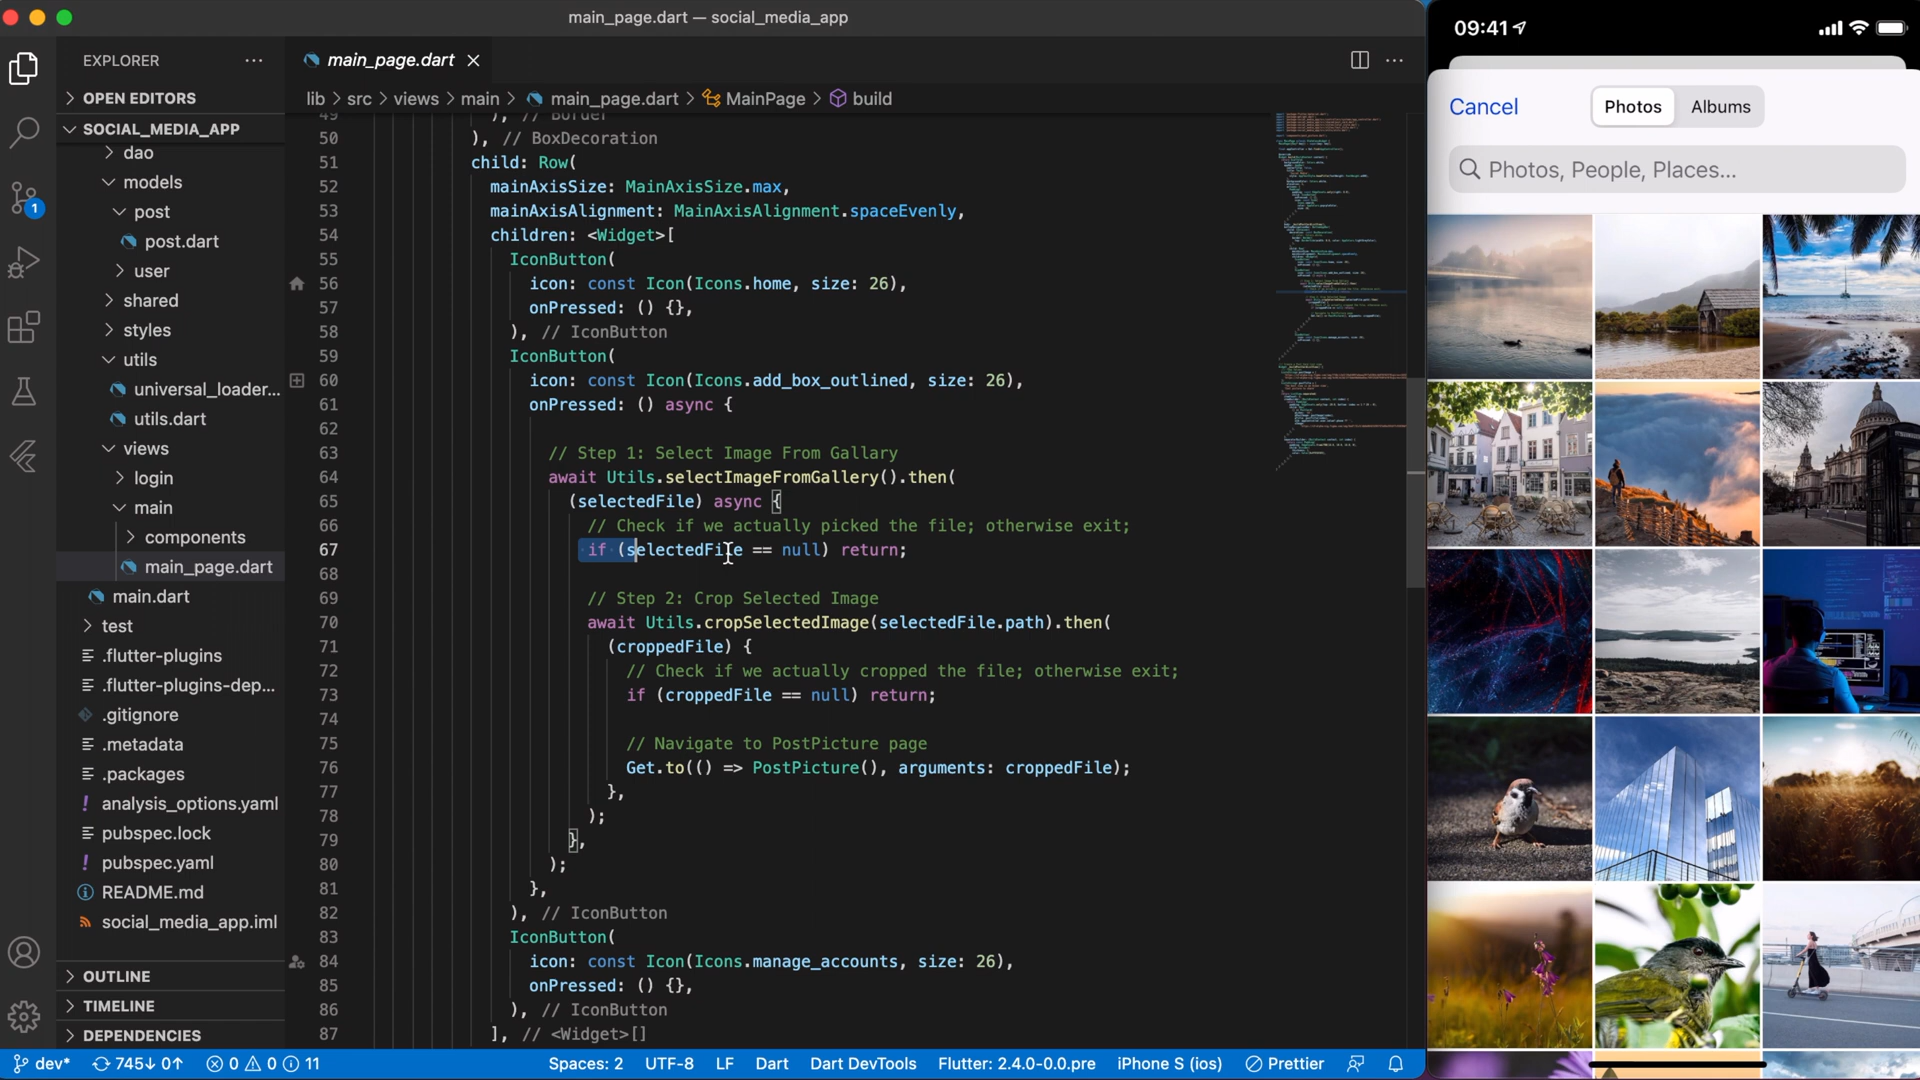 main_page.dart — social_media_app
EXPLORER
OPEN EDITORS
SOCIAL_MEDIA_APP
dao
models
post
post.dart
user
shared
styles
utils
universal_loader...
utils.dart
views
login
main
components
main_page.dart
main.dart
test
.flutter-plugins
.flutter-plugins-dep...
.gitignore
.metadata
.packages
analysis_options.yaml
pubspec.lock
pubspec.yaml
README.md
social_media_app.iml
OUTLINE
TIMELINE
DEPENDENCIES
1
main_page.dart
lib > src > views > main > main_page.dart > MainPage > build
49 ), // Border
50 ), // BoxDecoration
51 child: Row(
52 mainAxisSize: MainAxisSize.max,
53 mainAxisAlignment: MainAxisAlignment.spaceEvenly,
54 children: <Widget>[
55 IconButton(
56 icon: const Icon(Icons.home, size: 26),
57 onPressed: () {},
58 ), // IconButton
59 IconButton(
60 icon: const Icon(Icons.add_box_outlined, size: 26),
61 onPressed: () async {
62
63 // Step 1: Select Image From Gallary
64 await Utils.selectImageFromGallery().then(
65 (selectedFile) async {
66 // Check if we actually picked the file; otherwise exit;
67 if (selectedFile == null) return;
68
69 // Step 2: Crop Selected Image
70 await Utils.cropSelectedImage(selectedFile.path).then(
71 (croppedFile) {
72 // Check if we actually cropped the file; otherwise exit;
73 if (croppedFile == null) return;
74
75 // Navigate to PostPicture page
76 Get.to(() => PostPicture(), arguments: croppedFile);
77 },
78 );
79 },
80 );
81 },
82 ), // IconButton
83 IconButton(
84 icon: const Icon(Icons.manage_accounts, size: 26),
85 onPressed: () {},
86 ), // IconButton
87 ], // <Widget>[]
dev* 745↓ 0↑ 0 0 11 Spaces: 2 UTF-8 LF Dart Dart DevTools Flutter: 2.4.0-0.0.pre iPhone S (ios) Prettier
09:41
Cancel Photos Albums
Photos, People, Places...